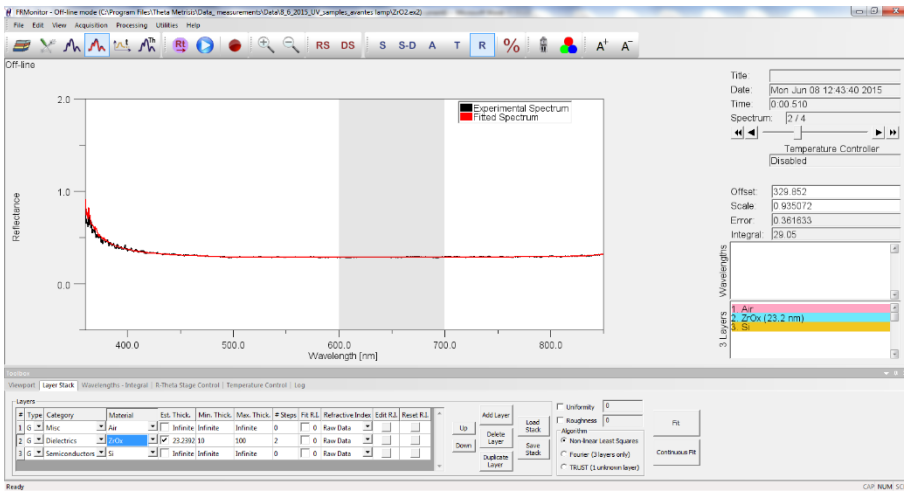 FRMonitor - Off-line mode (C:\Program Files\Theta Metrisis\Data_ measurements\Data\8_6_2015_UV_samples_avantes lamp\ZrO2.ex2)
File Edit View Acquisition Processing Utilities Help
Rt RS DS S S-D A T R % A+ A-
Off-line
Title:
Date: Mon Jun 08 12:43:40 2015
Time: 0:00.510
Spectrum: 2 / 4
Temperature Controller
Disabled
Offset: 329.852
Scale: 0.935072
Error: 0.361633
Integral: 29.05
Wavelengths
3 Layers
1. Air
2. ZrOx (23.2 nm)
3. Si
Experimental Spectrum
Fitted Spectrum
Reflectance
2.0
1.0
0.0
400.0 500.0 600.0 700.0 800.0
Wavelength [nm]
Toolbox
Viewport Layer Stack Wavelengths - Integral R-Theta Stage Control Temperature Control Log
Layers
# Type Category Material Est. Thick. Min. Thick. Max. Thick. # Steps Fit R.I. Refractive Index Edit R.I. Reset R.I.
1 G Misc Air Infinite Infinite Infinite 0 0 Raw Data
2 G Dielectrics ZrOx 23.2392 10 100 2 0 Raw Data
3 G Semiconductors Si Infinite Infinite Infinite 0 0 Raw Data
Up
Down
Add Layer
Delete Layer
Duplicate Layer
Load Stack
Save Stack
Uniformity 0
Roughness 0
Algorithm
Non-linear Least Squares
Fourier (3 layers only)
TRUST (1 unknown layer)
Fit
Continuous Fit
Ready
CAP NUM SC